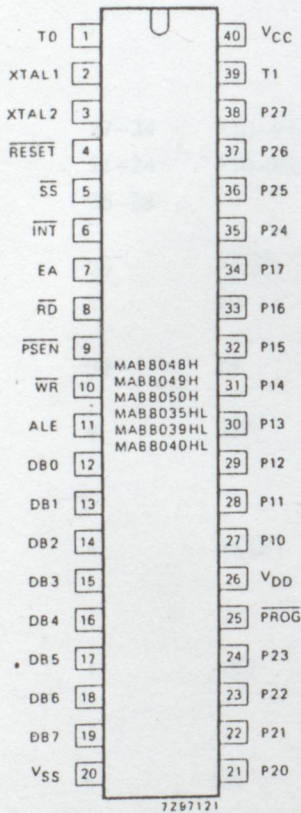 T0 1 40 VCC
XTAL1 2 39 T1
XTAL2 3 38 P27
RESET 4 37 P26
SS 5 36 P25
INT 6 35 P24
EA 7 34 P17
RD 8 33 P16
PSEN 9 32 P15
WR 10 31 P14
ALE 11 30 P13
DB0 12 29 P12
DB1 13 28 P11
DB2 14 27 P10
DB3 15 26 VDD
DB4 16 25 PROG
DB5 17 24 P23
DB6 18 23 P22
DB7 19 22 P21
VSS 20 21 P20
MAB8048H
MAB8049H
MAB8050H
MAB8035HL
MAB8039HL
MAB8040HL
7297121